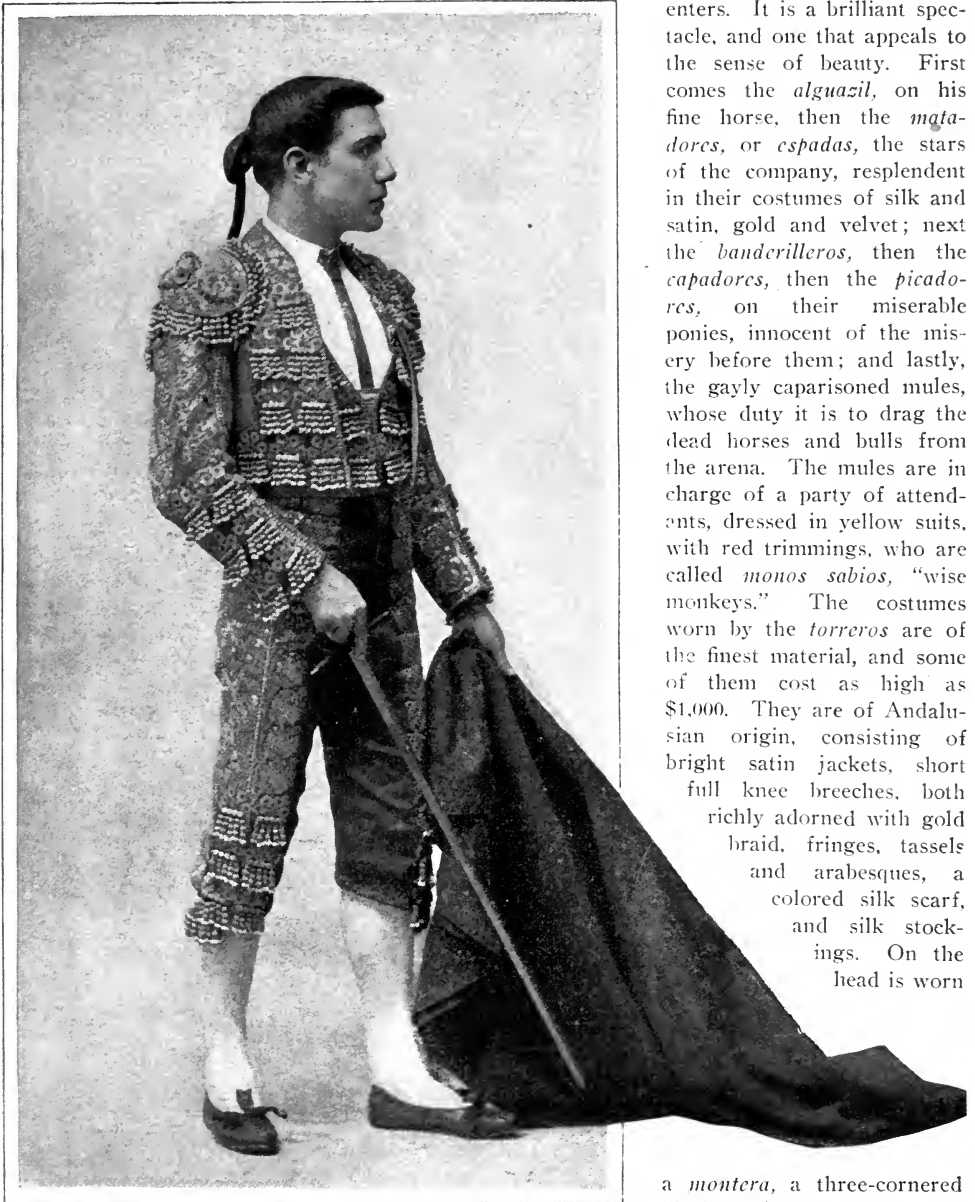 enters. It is a brilliant spec-
tacle, and one that appeals to
the sense of beauty. First
comes the alguazil, on his
fine horse, then the mata-
dores, or espadas, the stars
of the company, resplendent
in their costumes of silk and
satin, gold and velvet; next
the banderilleros, then the
capadores, then the picado-
res, on their miserable
ponies, innocent of the mis-
ery before them; and lastly,
the gayly caparisoned mules,
whose duty it is to drag the
dead horses and bulls from
the arena. The mules are in
charge of a party of attend-
ants, dressed in yellow suits,
with red trimmings, who are
called monos sabios, "wise
monkeys." The costumes
worn by the torreros are of
the finest material, and some
of them cost as high as
$1,000. They are of Andalu-
sian origin, consisting of
bright satin jackets, short
full knee breeches, both
richly adorned with gold
braid, fringes, tassels
and arabesques, a
colored silk scarf,
and silk stock-
ings. On the
head is worn
a montera, a three-cornered